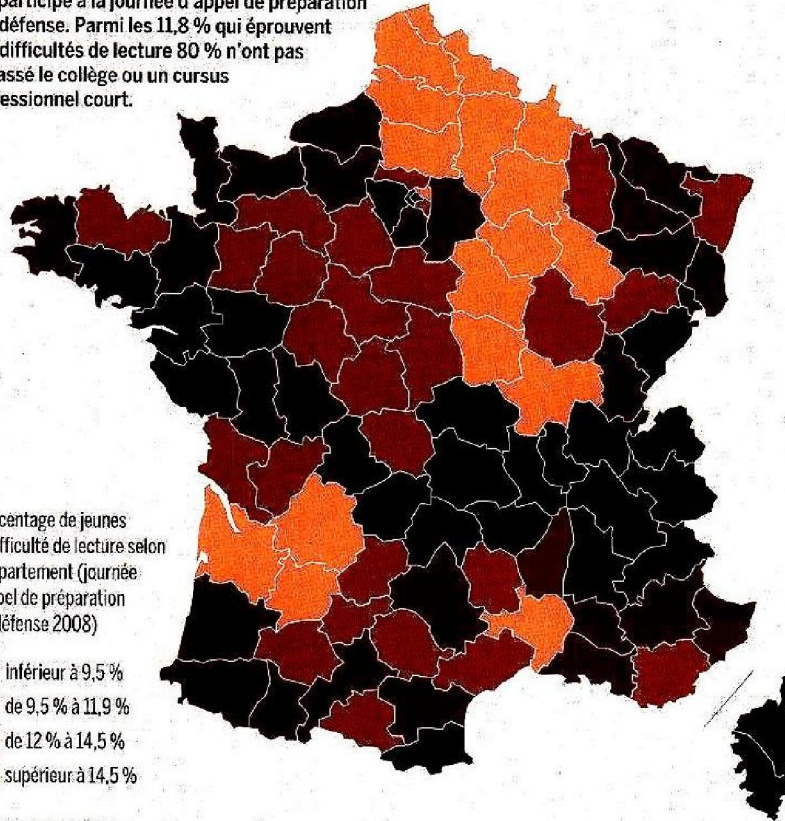 participé à la journée d'appel de préparation
défense. Parmi les 11,8 % qui éprouvent
difficultés de lecture 80 % n'ont pas
assé le collège ou un cursus
essionnel court.
centage de jeunes
fficulté de lecture selon
partement (journée
pel de préparation
défense 2008)
inférieur à 9,5 %
de 9,5 % à 11,9 %
de 12 % à 14,5 %
supérieur à 14,5 %